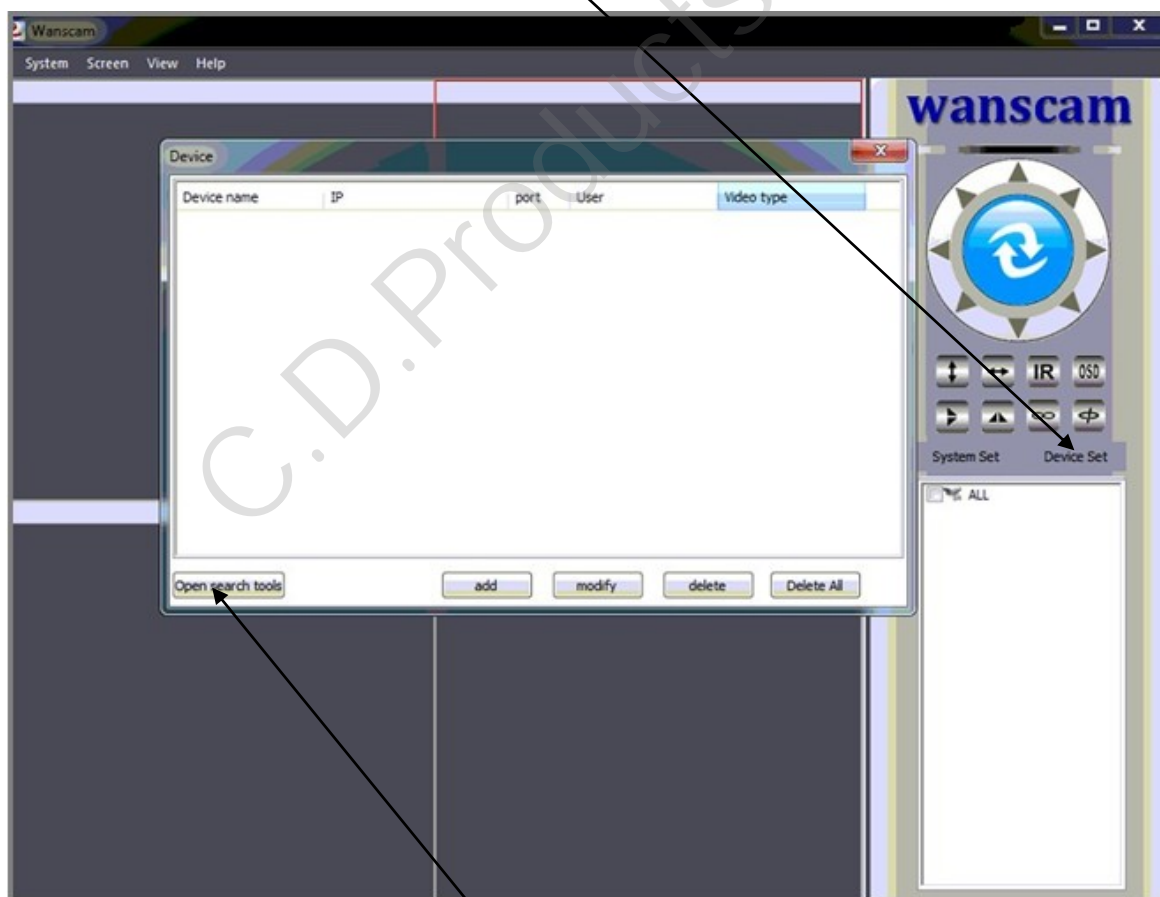 Wanscam
System Screen View Help
wanscam
Device
Device name IP port User Video type
IR OSD
System Set Device Set
ALL
Open search tools add modify delete Delete All
C.D.Products